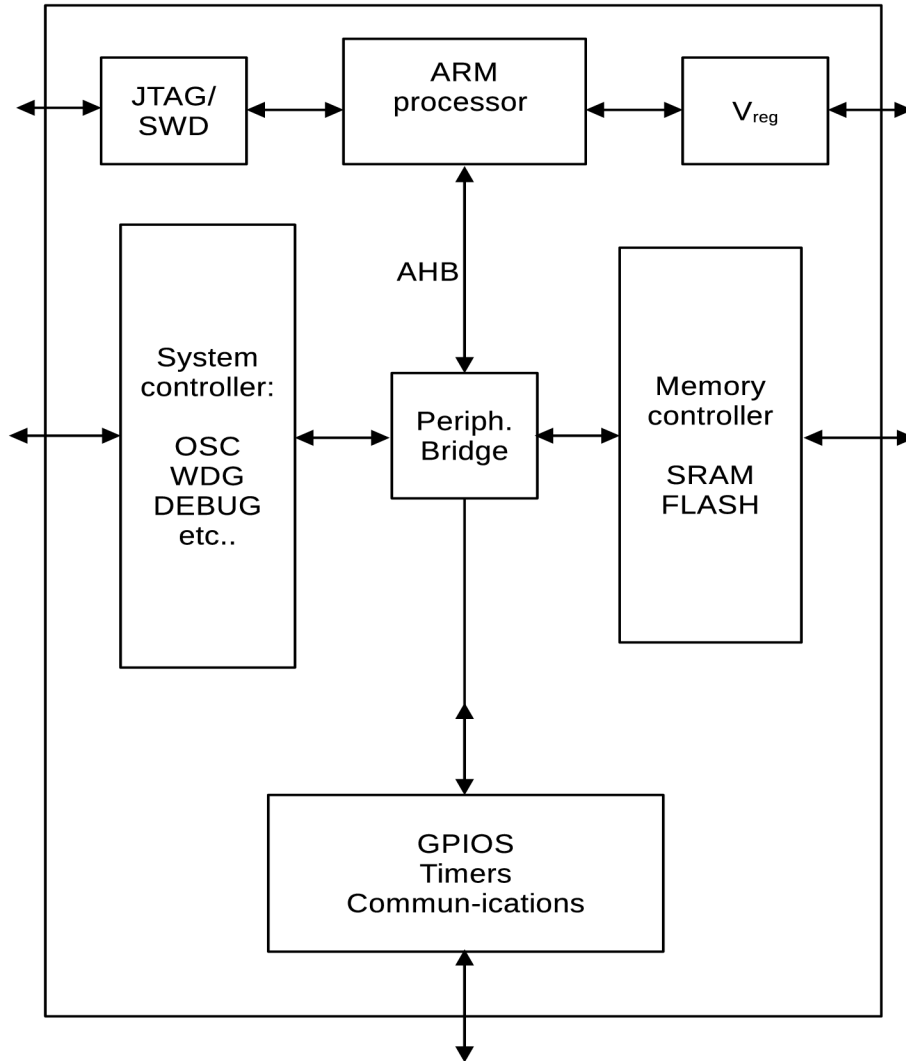 JTAG/
SWD
ARM
processor
Vreg
AHB
System
controller:
OSC
WDG
DEBUG
etc..
Periph.
Bridge
Memory
controller
SRAM
FLASH
GPIOS
Timers
Commun-ications